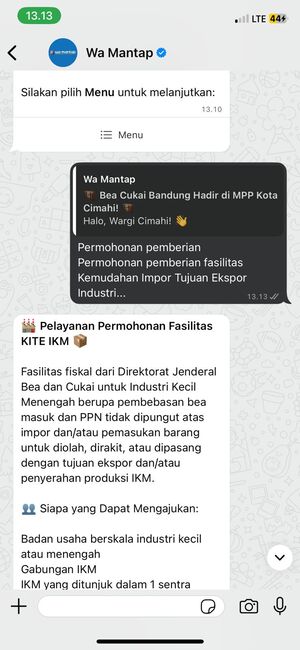 13.13
LTE 44
Wa Mantap
Silakan pilih Menu untuk melanjutkan:
13.10
Menu
Wa Mantap
Bea Cukai Bandung Hadir di MPP Kota
Cimahi!
Halo, Wargi Cimahi! 👋
Permohonan pemberian
Permohonan pemberian fasilitas
Kemudahan Impor Tujuan Ekspor
Industri...
13.13
🏭 Pelayanan Permohonan Fasilitas
KITE IKM 📦
Fasilitas fiskal dari Direktorat Jenderal
Bea dan Cukai untuk Industri Kecil
Menengah berupa pembebasan bea
masuk dan PPN tidak dipungut atas
impor dan/atau pemasukan barang
untuk diolah, dirakit, atau dipasang
dengan tujuan ekspor dan/atau
penyerahan produksi IKM.
👥 Siapa yang Dapat Mengajukan:
Badan usaha berskala industri kecil
atau menengah
Gabungan IKM
IKM yang ditunjuk dalam 1 sentra